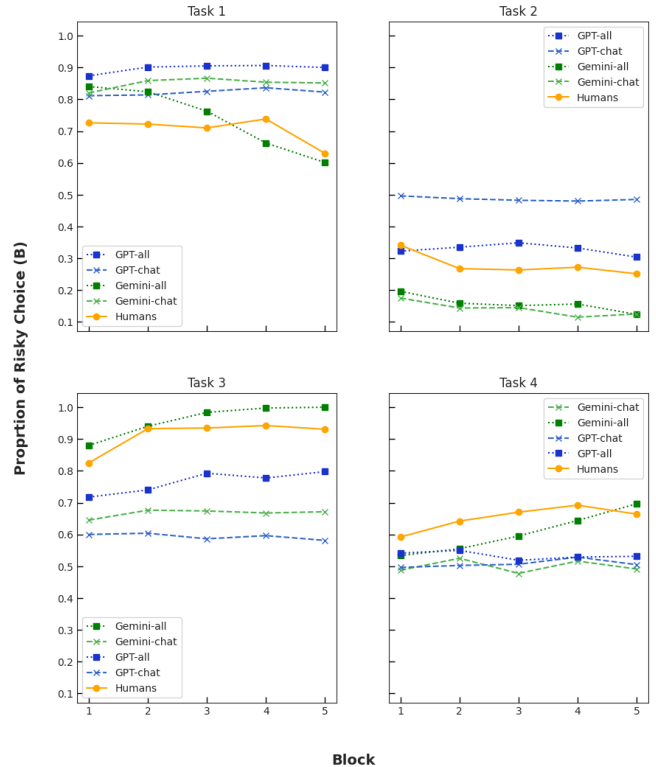 Task 1
1.0
0.9
0.8
0.7
0.6
0.5
0.4
0.3
0.2
0.1
GPT-all
GPT-chat
Gemini-all
Gemini-chat
Humans
Task 2
GPT-all
GPT-chat
Gemini-all
Gemini-chat
Humans
Proprtion of Risky Choice (B)
Task 3
1.0
0.9
0.8
0.7
0.6
0.5
0.4
0.3
0.2
0.1
Gemini-all
Gemini-chat
GPT-all
GPT-chat
Humans
1 2 3 4 5
Task 4
Gemini-chat
Gemini-all
GPT-chat
GPT-all
Humans
1 2 3 4 5
Block